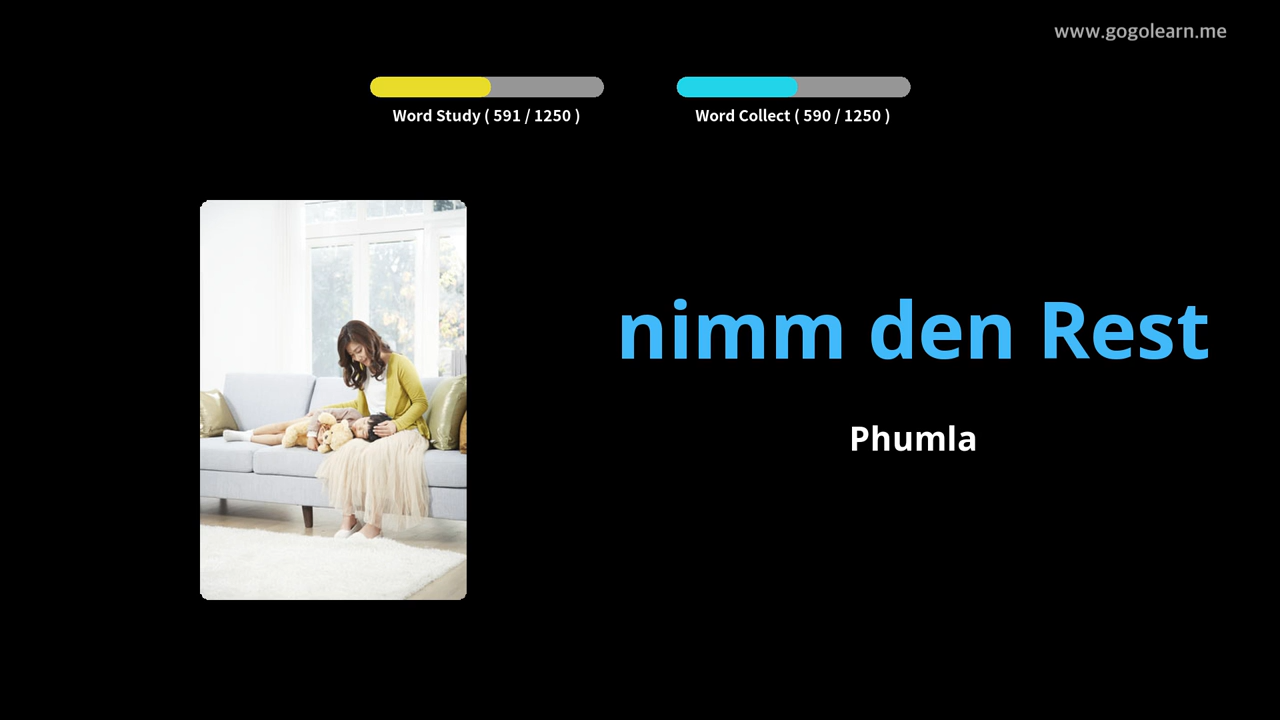 www.gogolearn.me
Word Study ( 591 / 1250 )
Word Collect ( 590 / 1250 )
nimm den Rest
Phumla